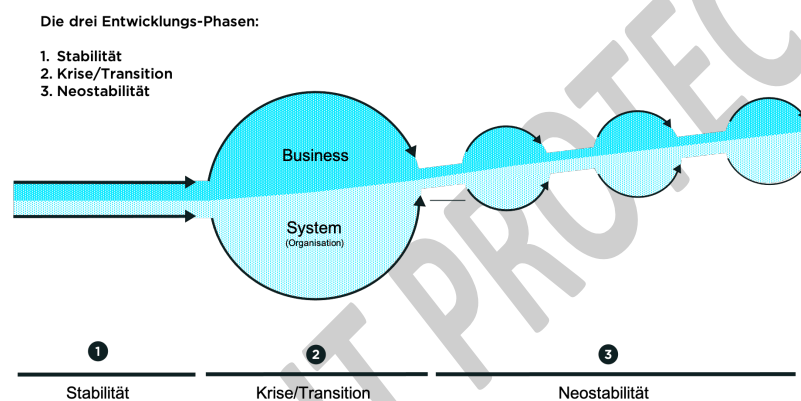 Die drei Entwicklungs-Phasen:
1. Stabilität
2. Krise/Transition
3. Neostabilität
Business
System
(Organisation)
1
2
3
Stabilität
Krise/Transition
Neostabilität